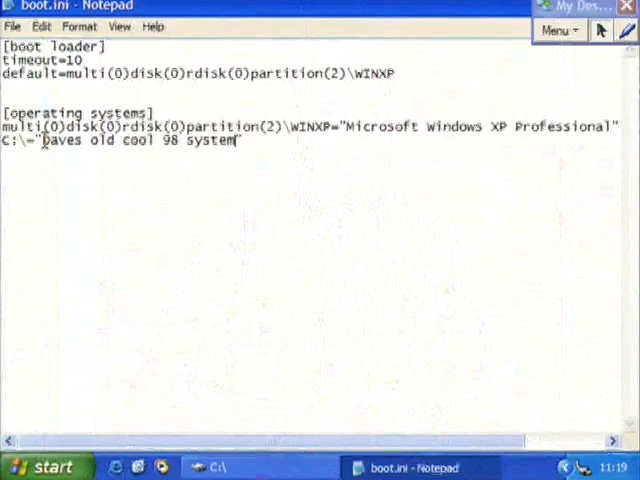 boot.ini - Notepad
My Des...
File Edit Format View Help
Menu
[boot loader]
timeout=10
default=multi(0)disk(0)rdisk(0)partition(2)\WINXP
[operating systems]
multi(0)disk(0)rdisk(0)partition(2)\WINXP="Microsoft Windows XP Professional"
C:\="Daves old cool 98 system"
start
C:\
boot.ini - Notepad
11:19